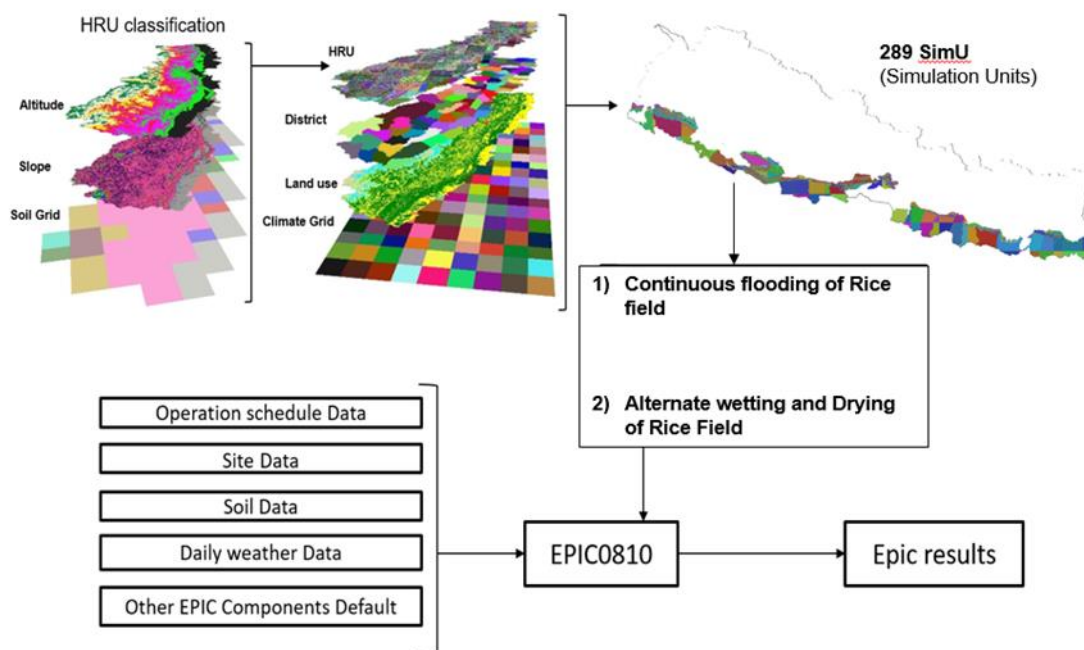 HRU classification
Altitude
Slope
Soil Grid
HRU
District
Land use
Climate Grid
289 SimU
(Simulation Units)
1) Continuous flooding of Rice
field
2) Alternate wetting and Drying
of Rice Field
Operation schedule Data
Site Data
Soil Data
Daily weather Data
Other EPIC Components Default
EPIC0810
Epic results